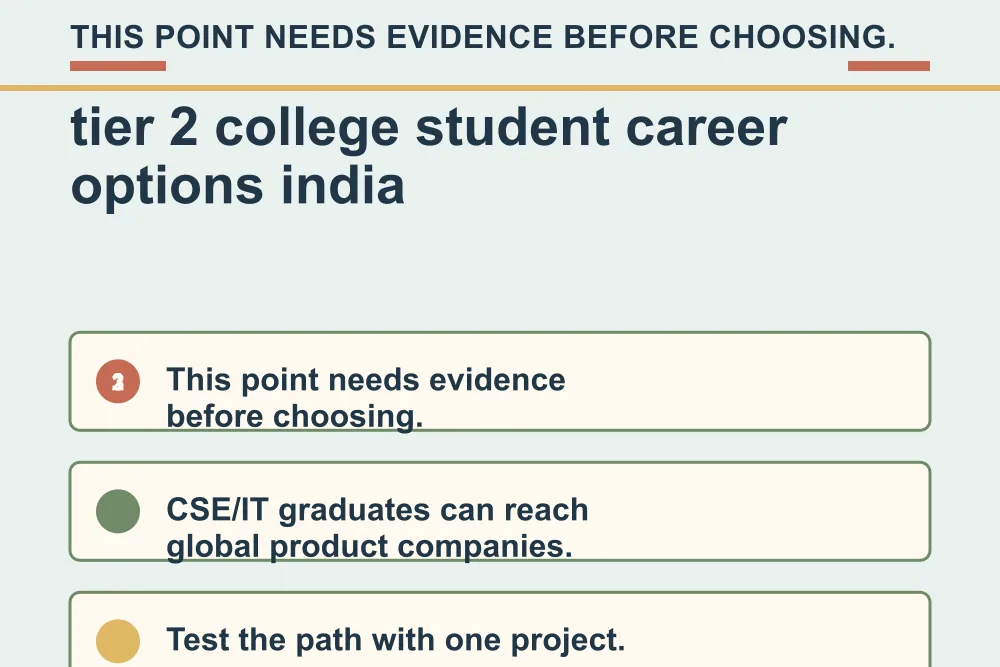 THIS POINT NEEDS EVIDENCE BEFORE CHOOSING.
tier 2 college student career
options india
This point needs evidence
before choosing.
CSE/IT graduates can reach
global product companies.
Test the path with one project.